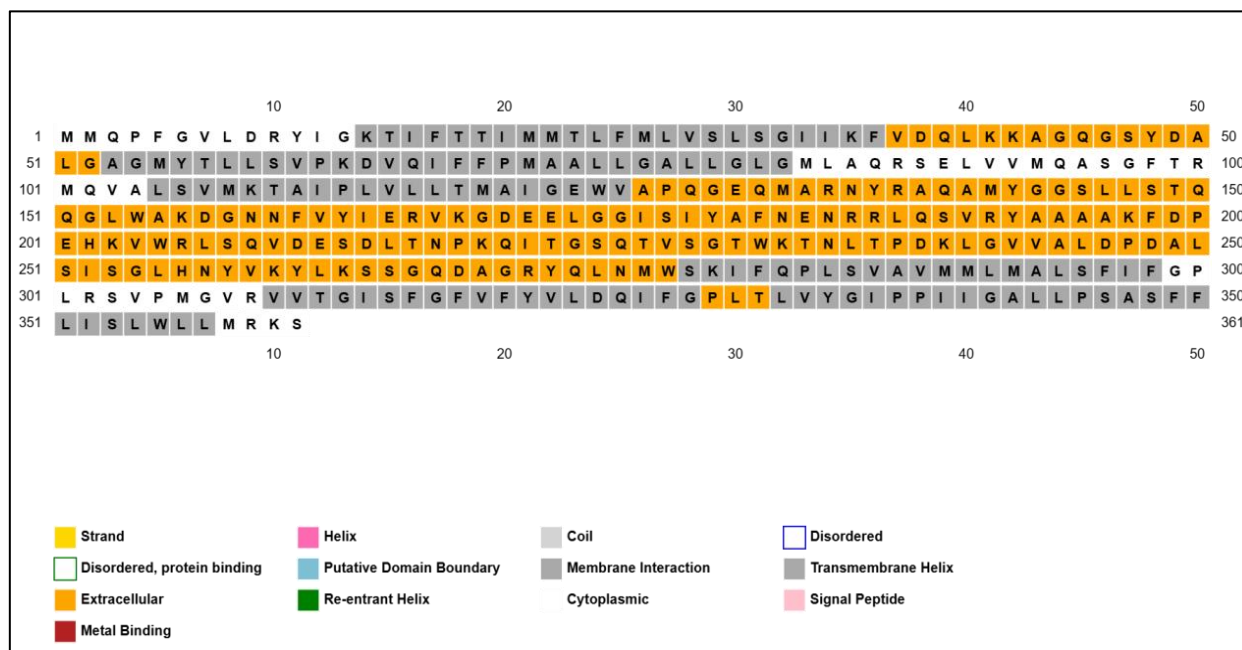 10 20 30 40 50
1 M M Q P F G V L D R Y I G K T I F T T I M M T L F M L V S L S G I I K F V D Q L K K A G Q G S Y D A 50
51 L G A G M Y T L L S V P K D V Q I F F P M A A L L G A L L G L G M L A Q R S E L V V M Q A S G F T R 100
101 M Q V A L S V M K T A I P L V L L T M A I G E W V A P Q G E Q M A R N Y R A Q A M Y G G S L L S T Q 150
151 Q G L W A K D G N N F V Y I E R V K G D E E L G G I S I Y A F N E N R R L Q S V R Y A A A A K F D P 200
201 E H K V W R L S Q V D E S D L T N P K Q I T G S Q T V S G T W K T N L T P D K L G V V A L D P D A L 250
251 S I S G L H N Y V K Y L K S S G Q D A G R Y Q L N M W S K I F Q P L S V A V M M L M A L S F I F G P 300
301 L R S V P M G V R V V T G I S F G F V F Y V L D Q I F G P L T L V Y G I P P I I G A L L P S A S F F 350
351 L I S L W L L M R K S 361
10 20 30 40 50
Strand Helix Coil Disordered
Disordered, protein binding Putative Domain Boundary Membrane Interaction Transmembrane Helix
Extracellular Re-entrant Helix Cytoplasmic Signal Peptide
Metal Binding